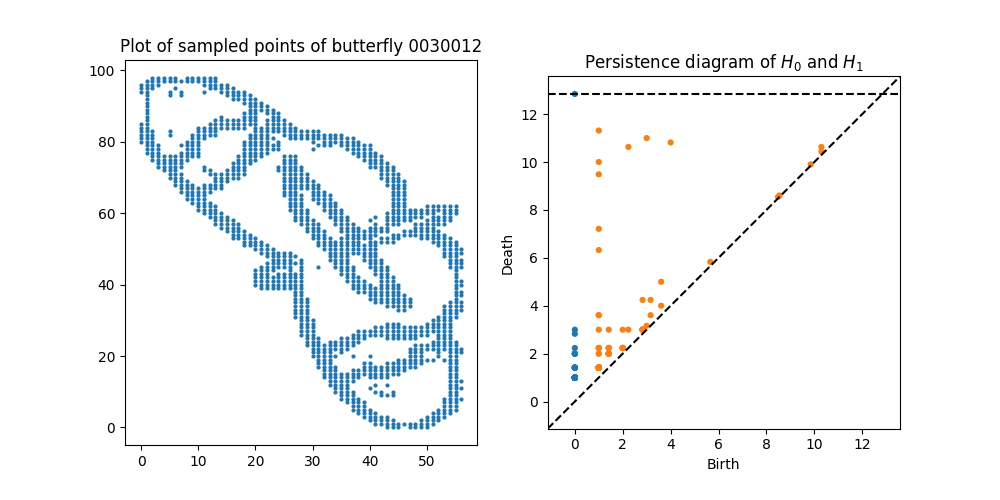 Plot of sampled points of butterfly 0030012
100
80
60
40
20
0
0 10 20 30 40 50
Persistence diagram of H₀ and H₁
12
10
8
6
4
2
0
Death
0 2 4 6 8 10 12
Birth